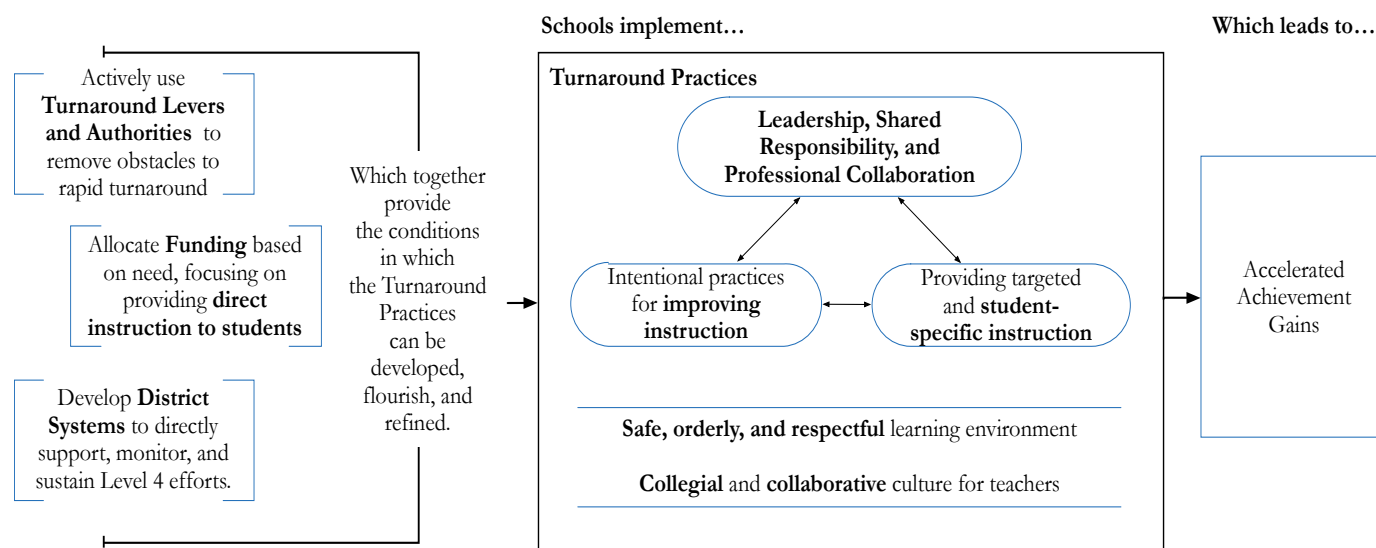 Schools implement…
Which leads to…
Actively use
Turnaround Levers
and Authorities to
remove obstacles to
rapid turnaround
Allocate Funding based
on need, focusing on
providing direct
instruction to students
Develop District
Systems to directly
support, monitor, and
sustain Level 4 efforts.
Which together
provide
the conditions
in which
the Turnaround
Practices
can be
developed,
flourish, and
refined.
Turnaround Practices
Leadership, Shared
Responsibility, and
Professional Collaboration
Intentional practices
for improving
instruction
Providing targeted
and student-
specific instruction
Safe, orderly, and respectful learning environment
Collegial and collaborative culture for teachers
Accelerated
Achievement
Gains